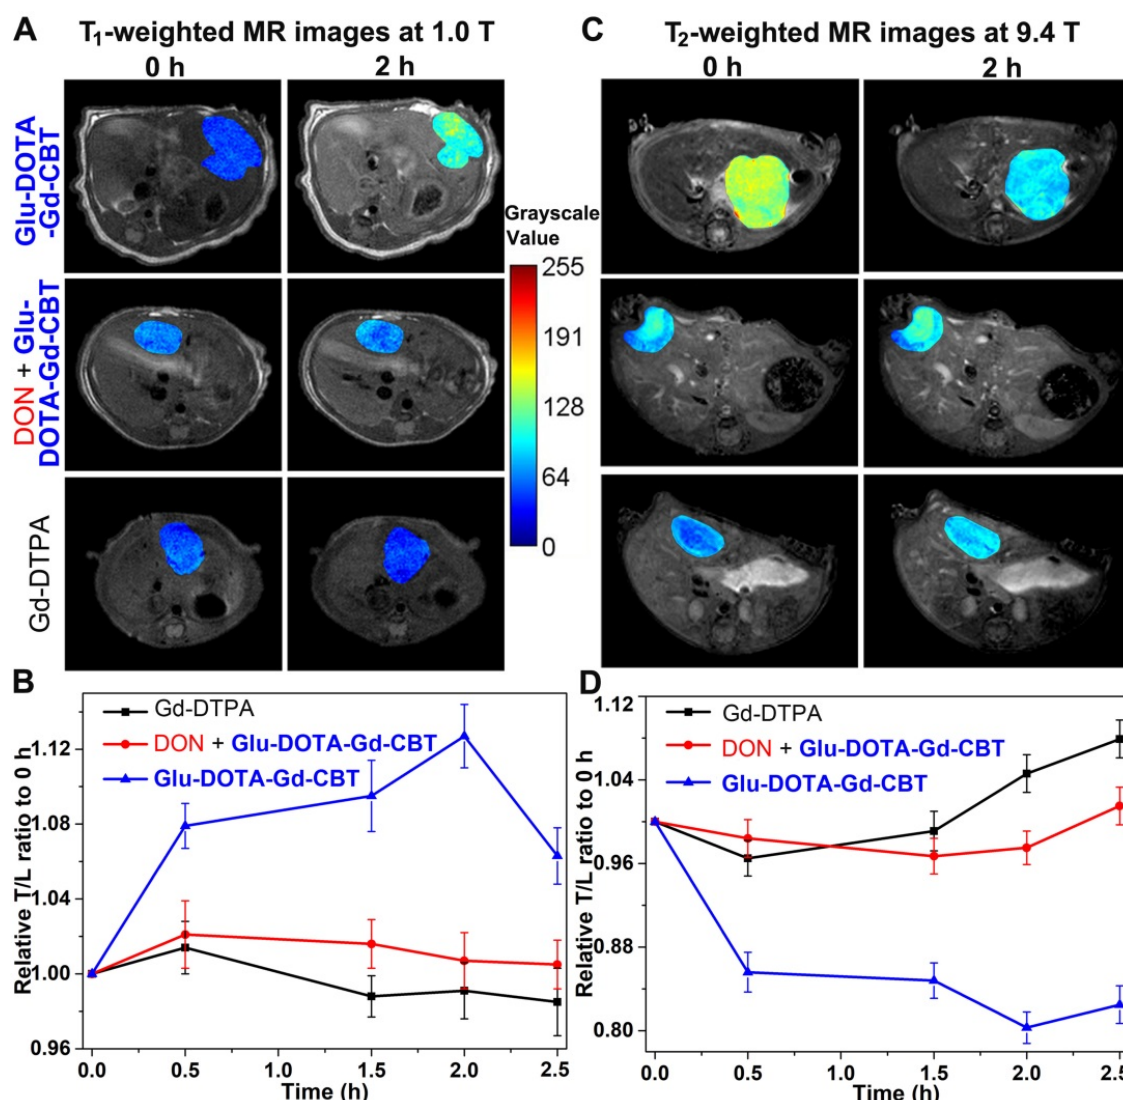 A
T₁-weighted MR images at 1.0 T
0 h
2 h
Glu-DOTA
-Gd-CBT
DON + Glu-
DOTA-Gd-CBT
Gd-DTPA
Grayscale
Value
255
191
128
64
0
C
T₂-weighted MR images at 9.4 T
0 h
2 h
B
Relative T/L ratio to 0 h
1.12
1.08
1.04
1.00
0.96
Gd-DTPA
DON + Glu-DOTA-Gd-CBT
Glu-DOTA-Gd-CBT
0.0
0.5
1.0
1.5
2.0
2.5
Time (h)
D
Relative T/L ratio to 0 h
1.12
1.04
0.96
0.88
0.80
Gd-DTPA
DON + Glu-DOTA-Gd-CBT
Glu-DOTA-Gd-CBT
0.0
0.5
1.0
1.5
2.0
2.5
Time (h)